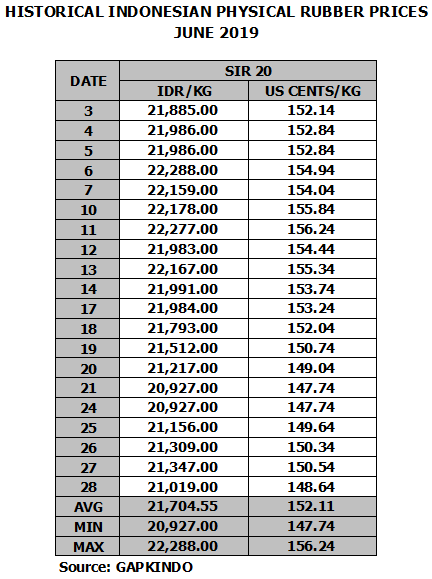 HISTORICAL INDONESIAN PHYSICAL RUBBER PRICES
JUNE 2019
DATE SIR 20
IDR/KG US CENTS/KG
3 21,885.00 152.14
4 21,986.00 152.84
5 21,986.00 152.84
6 22,288.00 154.94
7 22,159.00 154.04
10 22,178.00 155.84
11 22,277.00 156.24
12 21,983.00 154.44
13 22,167.00 155.34
14 21,991.00 153.74
17 21,984.00 153.24
18 21,793.00 152.04
19 21,512.00 150.74
20 21,217.00 149.04
21 20,927.00 147.74
24 20,927.00 147.74
25 21,156.00 149.64
26 21,309.00 150.34
27 21,347.00 150.54
28 21,019.00 148.64
AVG 21,704.55 152.11
MIN 20,927.00 147.74
MAX 22,288.00 156.24
Source: GAPKINDO